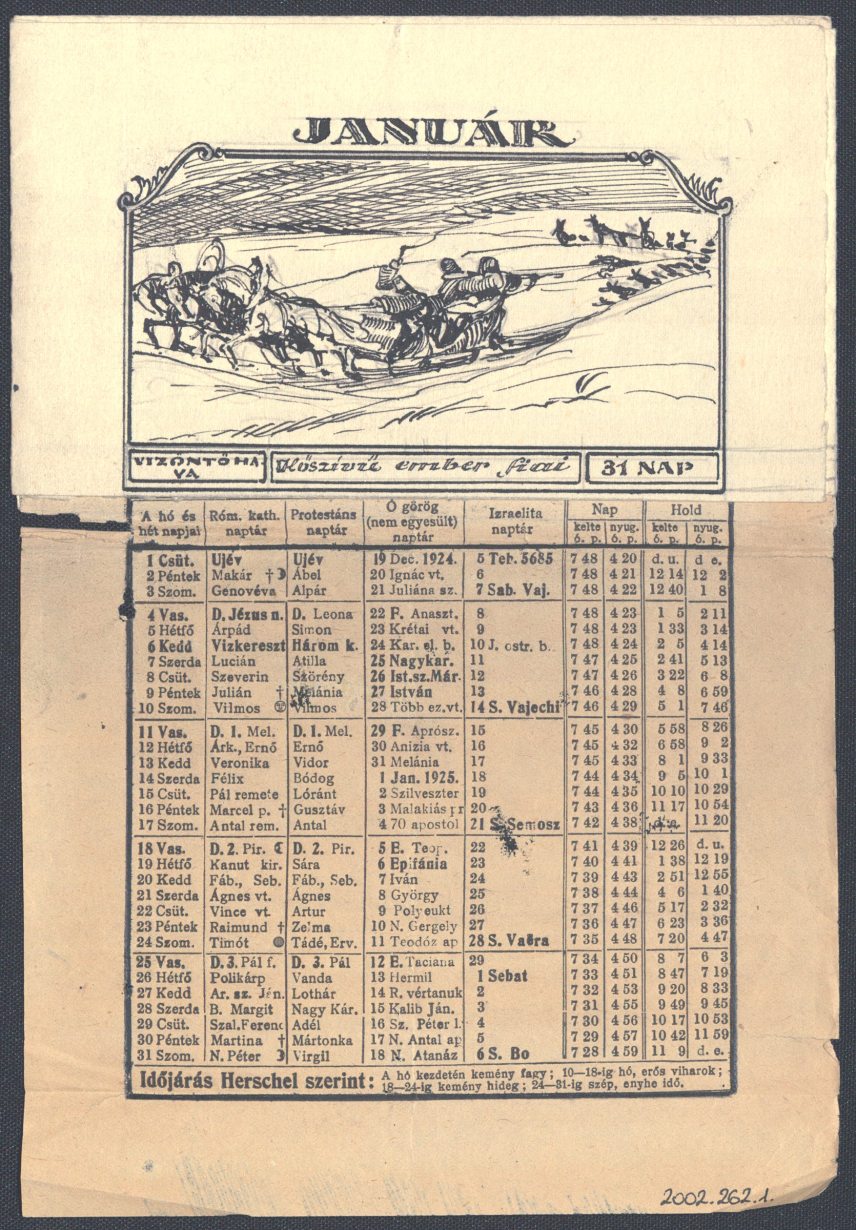 JANUÁR
VIZÖNTŐ HAVA
Kőszívű ember fiai
31 NAP
A hó és hét napjai | Róm. kath. naptár | Protestáns naptár | Ó görög (nem egyesült) naptár | Izraelita naptár | Nap kelte ó. p. | Nap nyug. ó. p. | Hold kelte ó. p. | Hold nyug. ó. p.
1 Csüt. Ujév Ujév 19 Dec. 1924. 5 Teb. 5685 7 48 4 20 d. u. d e.
2 Péntek Makár †☽ Ábel 20 Ignác vt. 6 7 48 4 21 12 14 12 2
3 Szom. Genovéva Alpár 21 Juliána sz. 7 Sab. Vaj. 7 48 4 22 12 40 1 8
4 Vas. D. Jézus n. D. Leona 22 F. Anaszt. 8 7 48 4 23 1 5 2 11
5 Hétfő Árpád Simon 23 Krétai vt. 9 7 48 4 23 1 33 3 14
6 Kedd Vizkereszt Három k. 24 Kar. el. b. 10 J. ostr. b. 7 48 4 24 2 5 4 14
7 Szerda Lucián Atilla 25 Nagykar. 11 7 47 4 25 2 41 5 13
8 Csüt. Szeverin Szörény 26 Ist.sz.Már. 12 7 47 4 26 3 22 6 8
9 Péntek Julián † Melánia 27 István 13 7 46 4 28 4 8 6 59
10 Szom. Vilmos Vilmos 28 Több ez.vt. 14 S. Vajechi 7 46 4 29 5 1 7 46
11 Vas. D. 1. Mel. D. 1. Mel. 29 F. Aprósz. 15 7 45 4 30 5 58 8 26
12 Hétfő Árk., Ernő Ernő 30 Anizia vt. 16 7 45 4 32 6 58 9 2
13 Kedd Veronika Vidor 31 Melánia 17 7 45 4 33 8 1 9 33
14 Szerda Félix Bódog 1 Jan. 1925. 18 7 44 4 34 9 5 10 1
15 Csüt. Pál remete Lóránt 2 Szilveszter 19 7 44 4 35 10 10 10 29
16 Péntek Marcel p. † Gusztáv 3 Malakiás pr 20 7 43 4 36 11 17 10 54
17 Szom. Antal rem. Antal 4 70 apostol 21 S. Semosz 7 42 4 38 11 20
18 Vas. D. 2. Pir. ☾ D. 2. Pir. 5 E. Teop. 22 7 41 4 39 12 26 d. u.
19 Hétfő Kanut kir. Sára 6 Epifánia 23 7 40 4 41 1 38 12 19
20 Kedd Fáb., Seb. Fáb., Seb. 7 Iván 24 7 39 4 43 2 51 12 55
21 Szerda Ágnes vt. Ágnes 8 György 25 7 38 4 44 4 6 1 40
22 Csüt. Vince vt. Artur 9 Polyeukt 26 7 37 4 46 5 17 2 32
23 Péntek Raimund † Zelma 10 N. Gergely 27 7 36 4 47 6 23 3 36
24 Szom. Timót Tádé, Erv. 11 Teodóz ap 28 S. Vaéra 7 35 4 48 7 20 4 47
25 Vas. D. 3. Pál f. D. 3. Pál 12 E. Taciana 29 7 34 4 50 8 7 6 3
26 Hétfő Polikárp Vanda 13 Hermil 1 Sebat 7 33 4 51 8 47 7 19
27 Kedd Ar. sz. Ján. Lothár 14 R. vértanuk 2 7 32 4 53 9 20 8 33
28 Szerda B. Margit Nagy Kár. 15 Kalib Ján. 3 7 31 4 55 9 49 9 45
29 Csüt. Szal. Ferenc Adél 16 Sz. Péter l. 4 7 30 4 56 10 17 10 53
30 Péntek Martina † Mártonka 17 N. Antal ap 5 7 29 4 57 10 42 11 59
31 Szom. N. Péter ☽ Virgil 18 N. Atanáz 6 S. Bo 7 28 4 59 11 9 d. e.
Időjárás Herschel szerint: A hó kezdetén kemény fagy; 10—18-ig hó, erős viharok;
18—24-ig kemény hideg; 24—31-ig szép, enyhe idő.
2002.262.1.